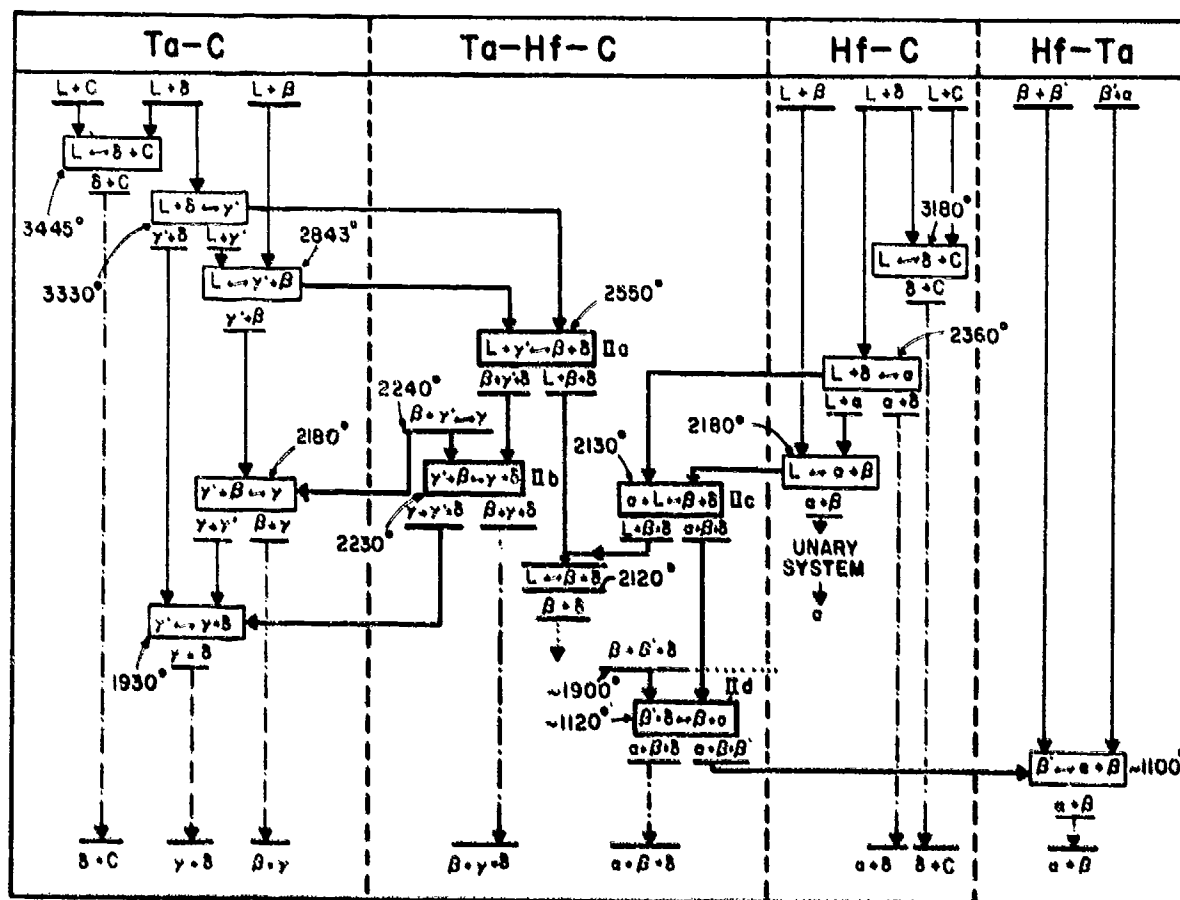 Ta-C
Ta-Hf-C
Hf-C
Hf-Ta
L+C
L+δ
L+β
L+β
L+δ
L+C
β+β'
β'+α
L↔δ+C
δ+C
3445°
L+δ↔γ'
γ'+δ
L+γ'
3330°
2843°
L↔γ'+β
γ'+β
3180°
L↔δ+C
δ+C
2550°
L+γ'↔β+δ
IIa
β+γ'+δ
L+β+δ
2360°
L+δ↔α
L+α
α+δ
2240°
β+γ'↔γ
2180°
γ'+β↔γ
γ+γ'
β+γ
γ'+β↔γ+δ
IIb
γ+γ'+δ
β+γ+δ
2230°
2130°
α+L↔β+δ
IIc
L+β+δ
α+β+δ
2180°
L↔α+β
α+β
UNARY
SYSTEM
α
L↔β+δ
2120°
β+δ
γ'↔γ+δ
γ+δ
1930°
β+β'+δ
~1900°
IId
~1120°
β'+δ↔β+α
α+β+δ
α+β+β'
β'↔α+β
~1100°
α+β
δ+C
γ+δ
β+γ
β+γ+δ
α+β+δ
α+δ
δ+C
α+β